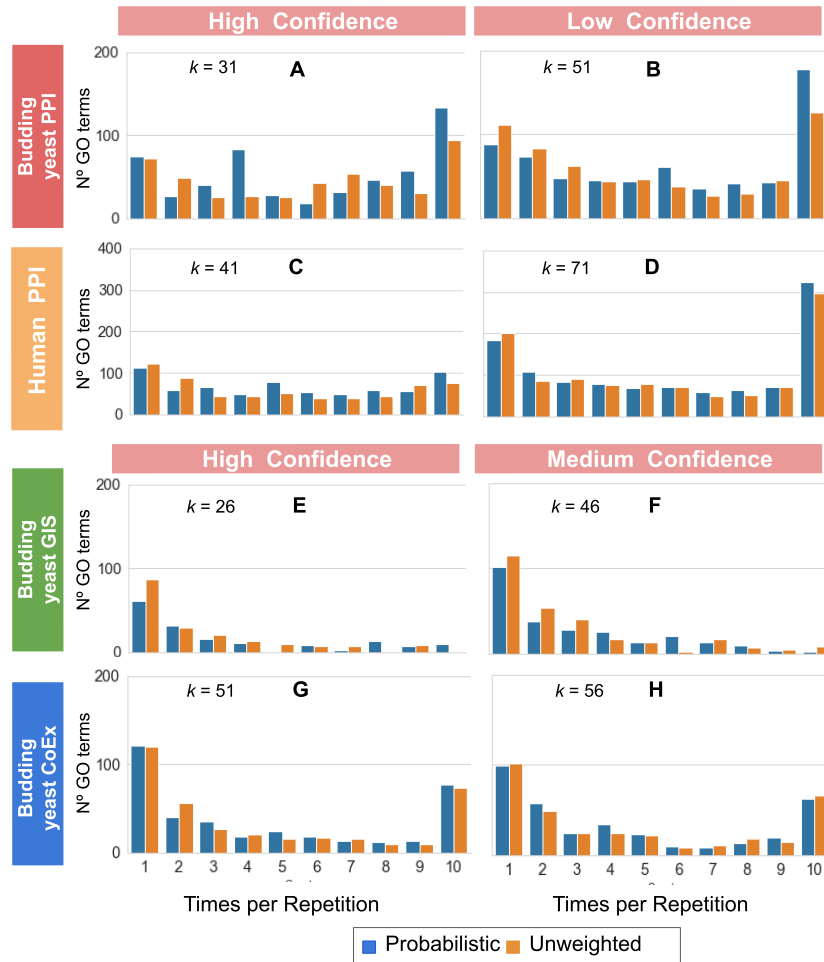 High Confidence
Low Confidence
Budding
yeast PPI
Nº GO terms
200
100
0
k = 31
A
k = 51
B
Human PPI
Nº GO terms
400
300
200
100
0
k = 41
C
k = 71
D
High Confidence
Medium Confidence
Budding
yeast GIS
Nº GO terms
200
100
0
k = 26
E
k = 46
F
Budding
yeast CoEx
Nº GO terms
200
100
0
k = 51
G
k = 56
H
1 2 3 4 5 6 7 8 9 10
1 2 3 4 5 6 7 8 9 10
Times per Repetition
Times per Repetition
Probabilistic
Unweighted